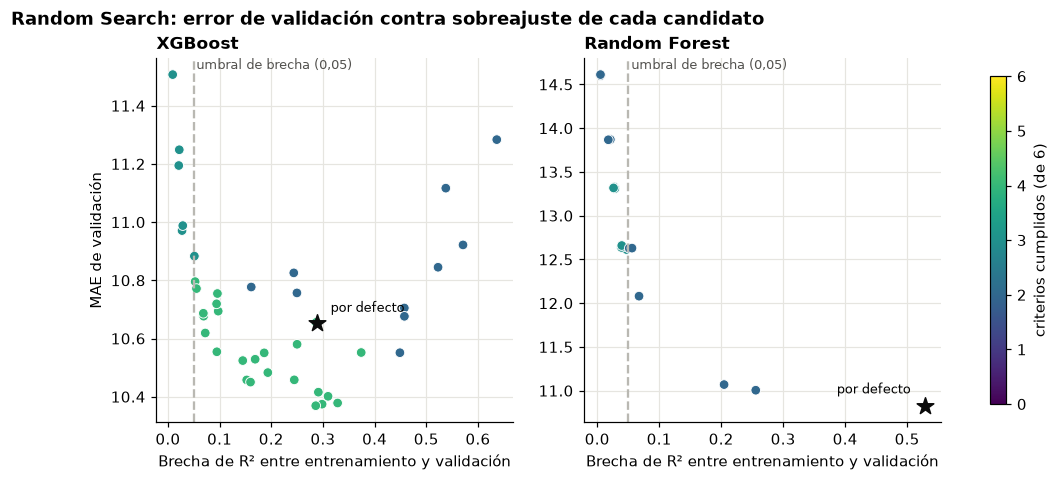 Random Search: error de validación contra sobreajuste de cada candidato
XGBoost
umbral de brecha (0,05)
11.4
11.2
11.0
10.8
10.6
10.4
MAE de validación
por defecto
0.0 0.1 0.2 0.3 0.4 0.5 0.6
Brecha de R² entre entrenamiento y validación
Random Forest
umbral de brecha (0,05)
14.5
14.0
13.5
13.0
12.5
12.0
11.5
11.0
por defecto
0.0 0.1 0.2 0.3 0.4 0.5
Brecha de R² entre entrenamiento y validación
6
5
4
3
2
1
0
criterios cumplidos (de 6)